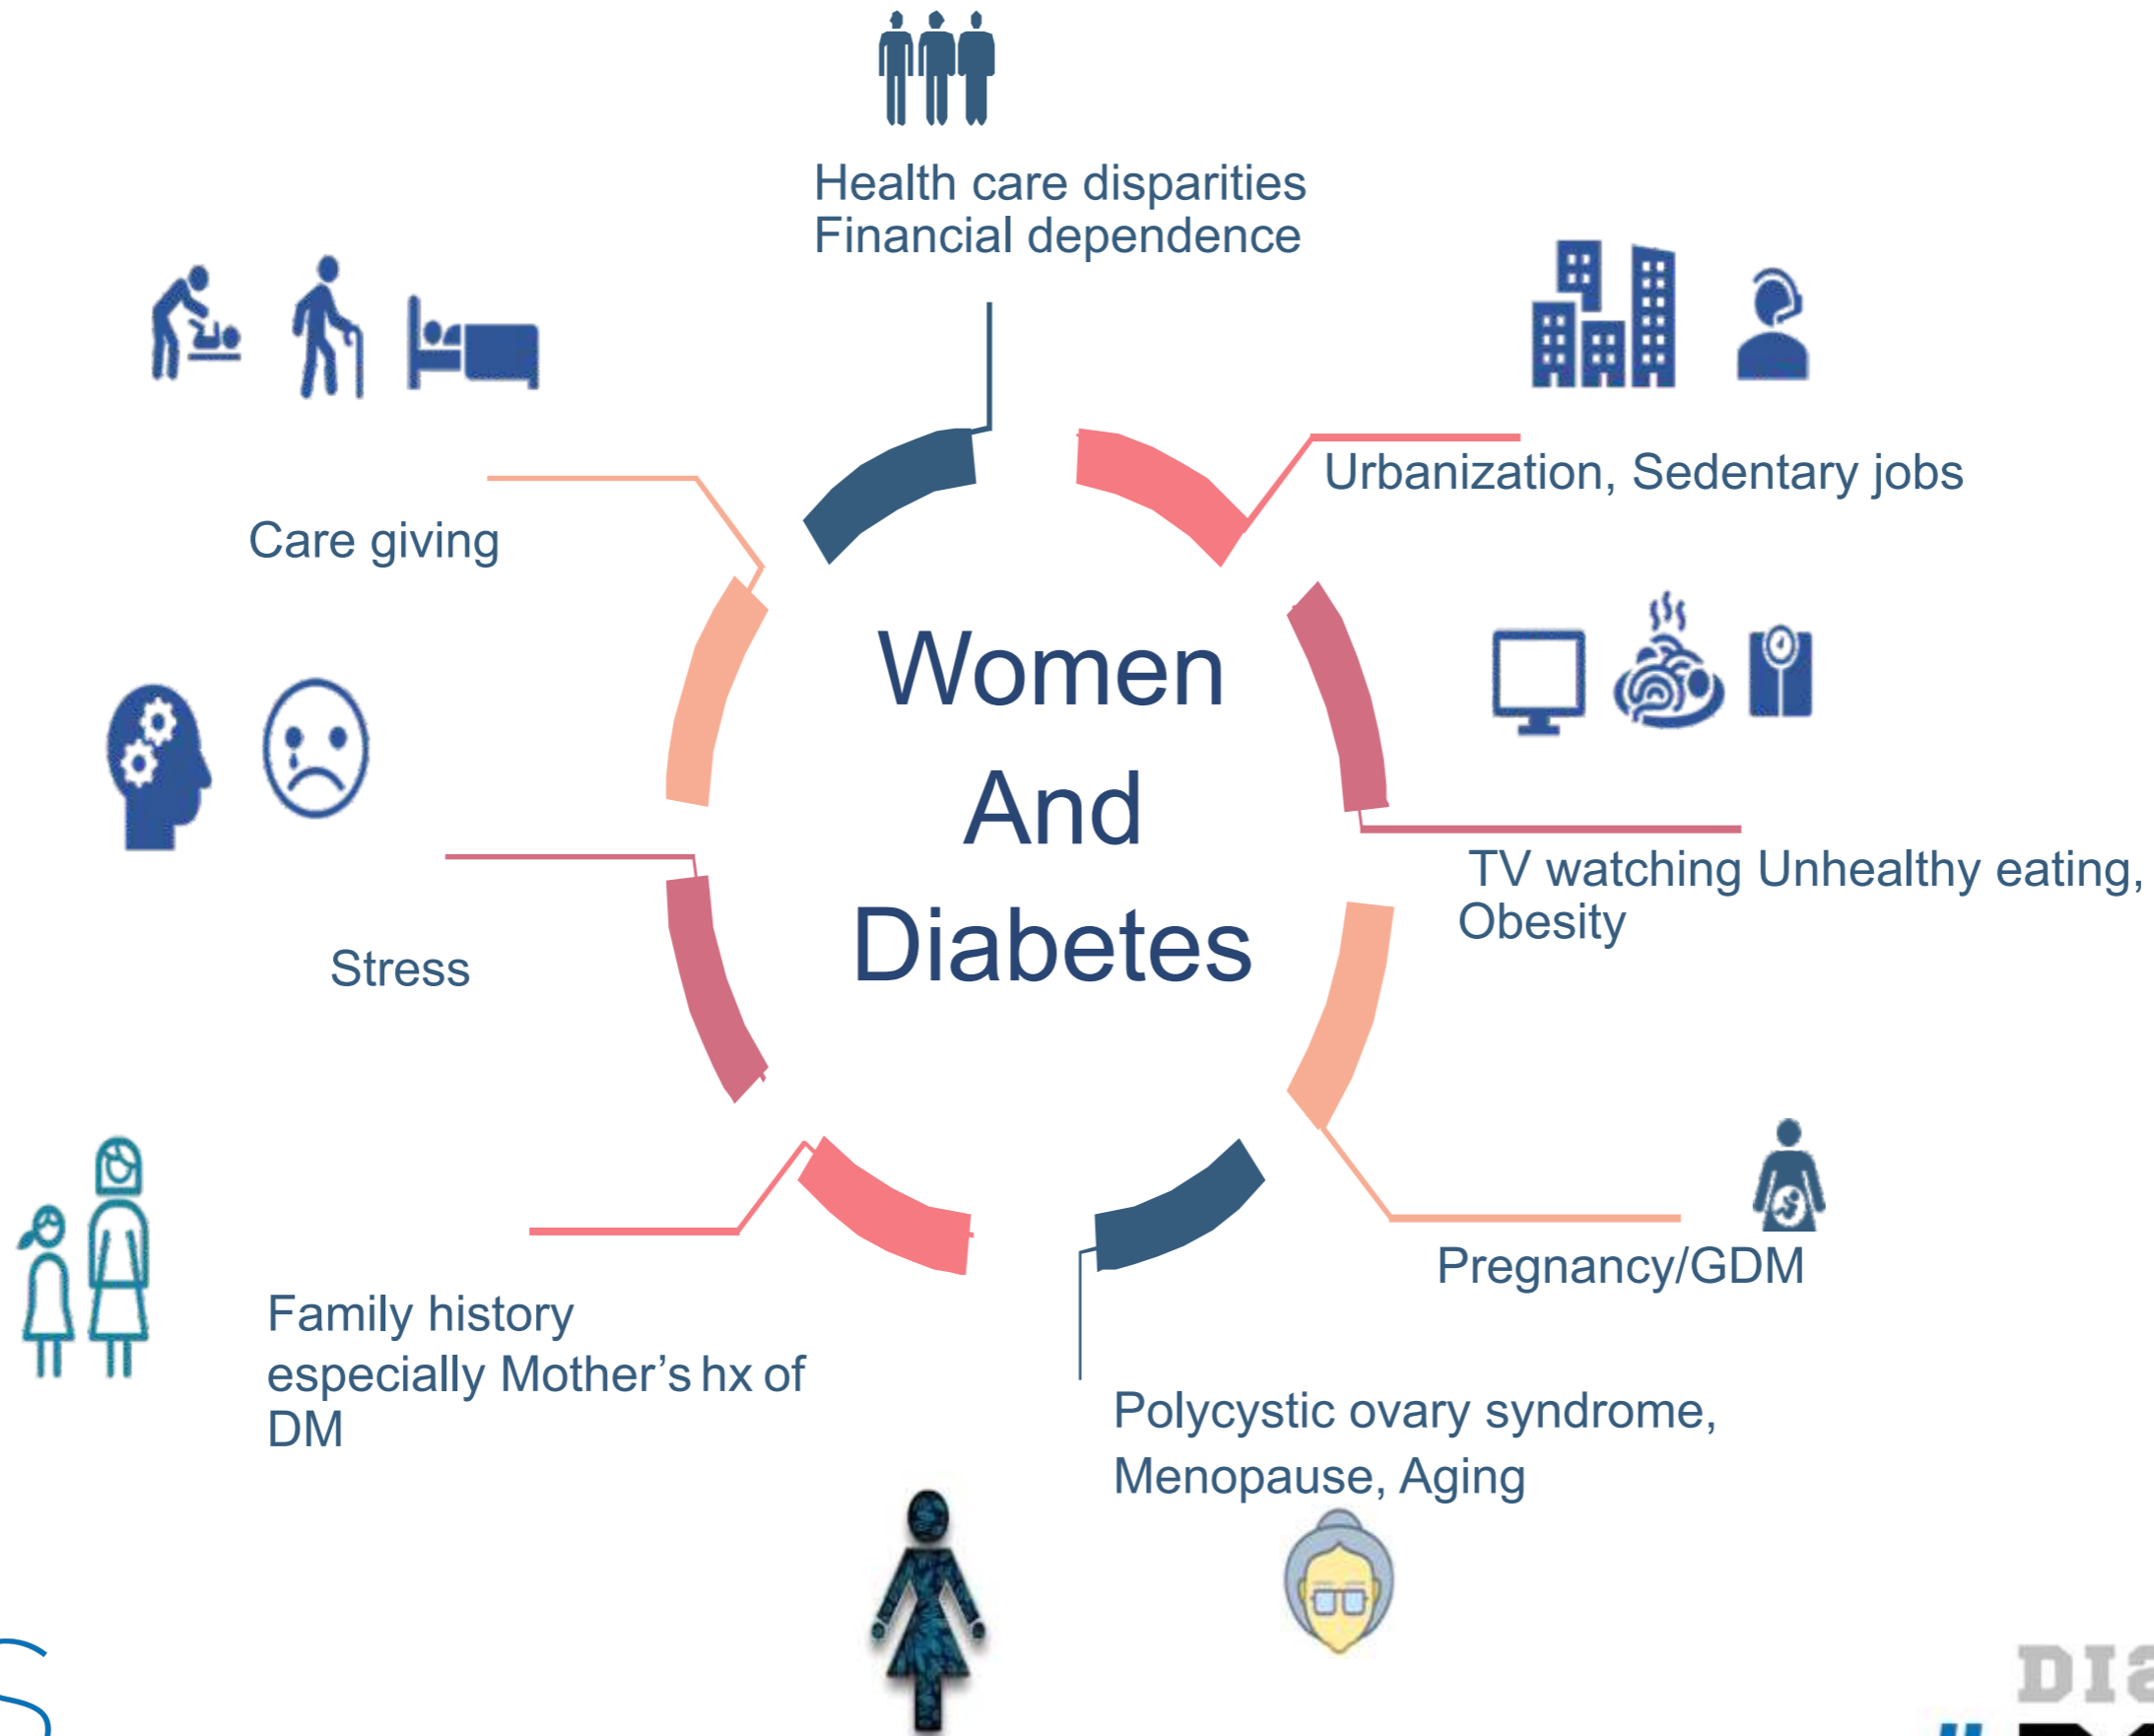 Health care disparities
Financial dependence
Urbanization, Sedentary jobs
Care giving
Women
And
Diabetes
TV watching Unhealthy eating,
Obesity
Stress
Pregnancy/GDM
Family history
especially Mother’s hx of
DM
Polycystic ovary syndrome,
Menopause, Aging